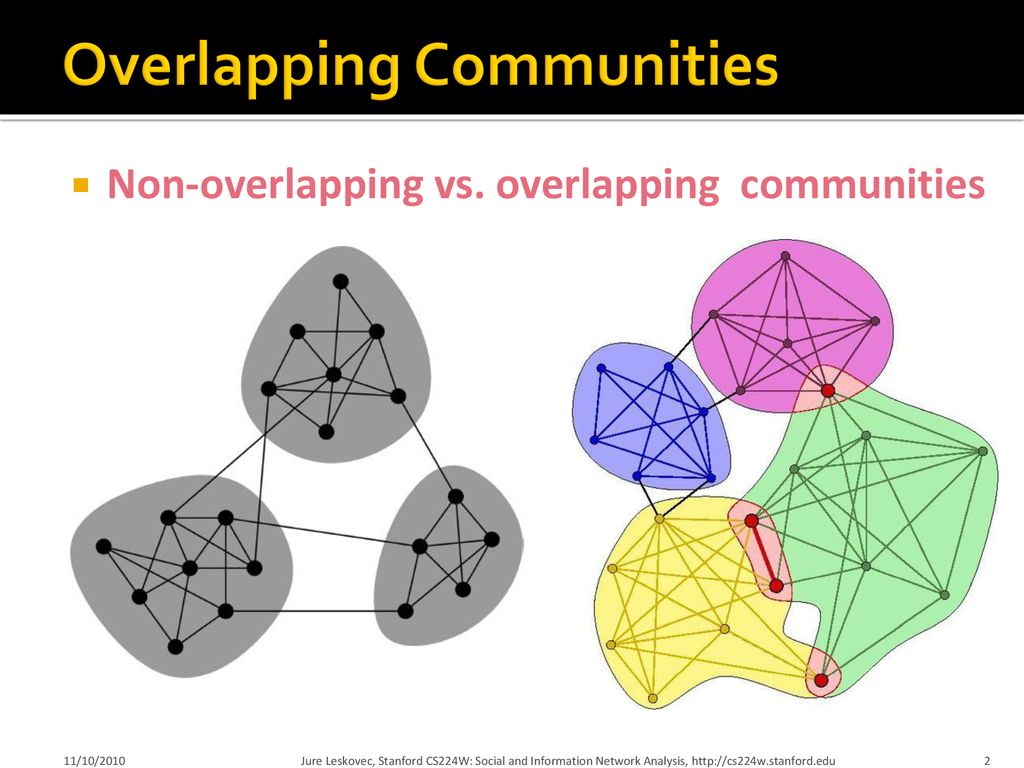 Overlapping Communities
Non-overlapping vs. overlapping communities
11/10/2010
Jure Leskovec, Stanford CS224W: Social and Information Network Analysis, http://cs224w.stanford.edu
2